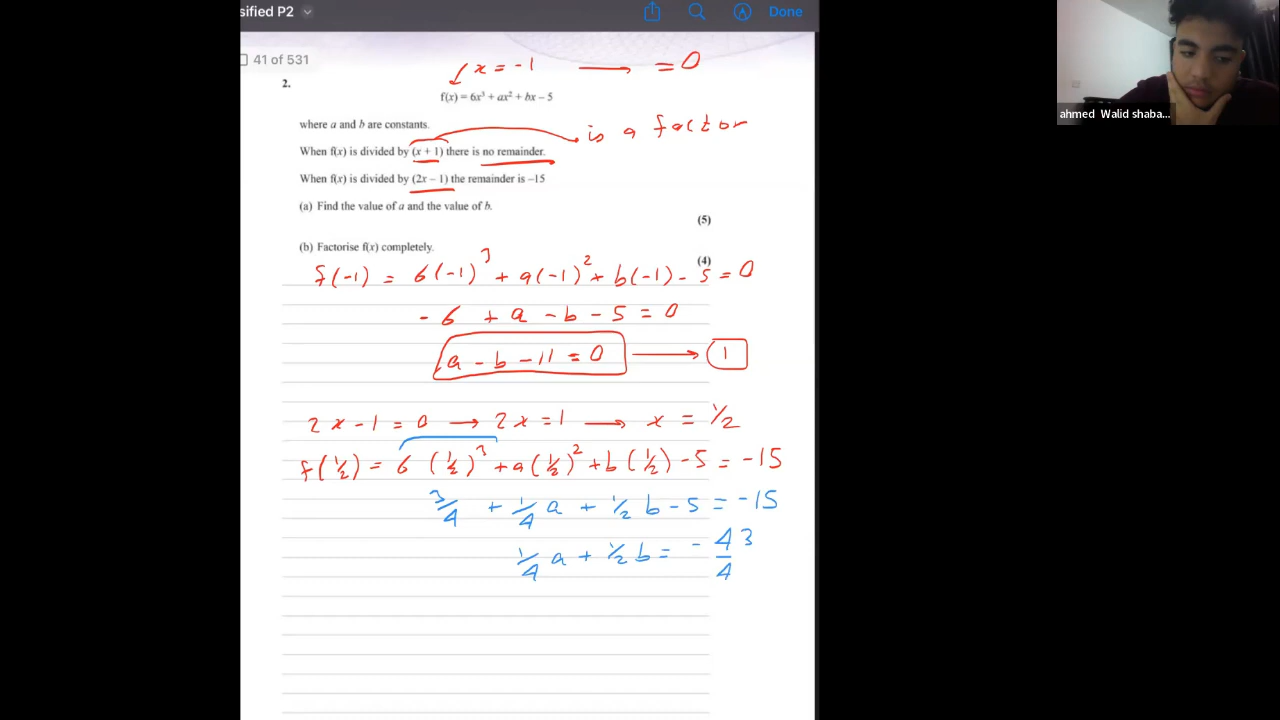 sified P2
Done
41 of 531
x = -1 → = 0
2.
f(x) = 6x³ + ax² + bx – 5
where a and b are constants.
is a factor
When f(x) is divided by (x + 1) there is no remainder.
When f(x) is divided by (2x – 1) the remainder is –15
(a) Find the value of a and the value of b.
(5)
(b) Factorise f(x) completely.
(4)
f(-1) = 6(-1)³ + a(-1)² + b(-1) - 5 = 0
- 6 + a - b - 5 = 0
a - b - 11 = 0 → 1
2x - 1 = 0 → 2x = 1 → x = 1/2
f(1/2) = 6 (1/2)³ + a(1/2)² + b(1/2) - 5 = -15
3/4 + 1/4 a + 1/2 b - 5 = -15
1/4 a + 1/2 b = - 43/4
ahmed Walid shaba...